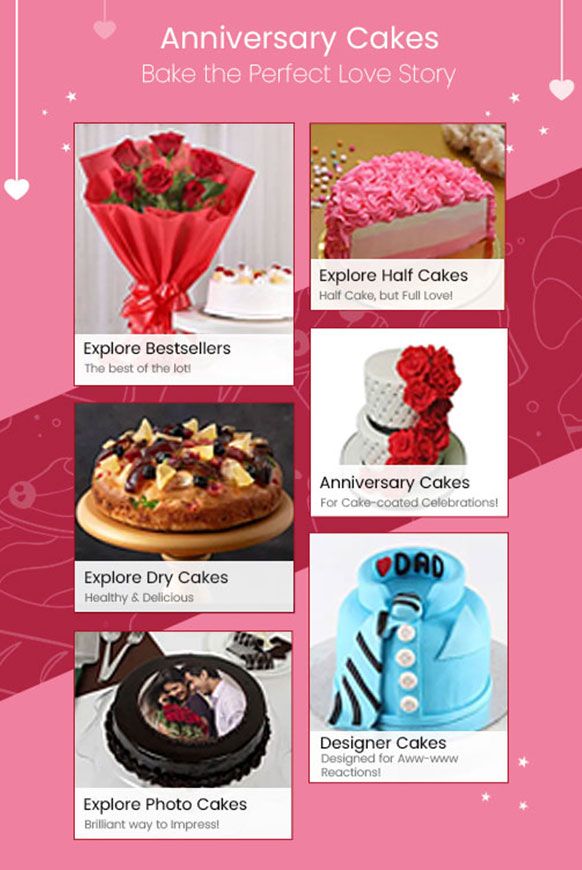 Anniversary Cakes
Bake the Perfect Love Story
Explore Bestsellers
The best of the lot!
Explore Half Cakes
Half Cake, but Full Love!
Anniversary Cakes
For Cake-coated Celebrations!
Explore Dry Cakes
Healthy & Delicious
DAD
Designer Cakes
Designed for Aww-www
Reactions!
Explore Photo Cakes
Brilliant way to Impress!